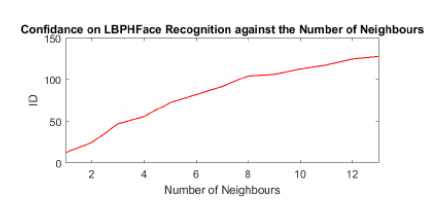 Confidance on LBPHFace Recognition against the Number of Neighbours
150
100
50
0
ID
2 4 6 8 10 12
Number of Neighbours